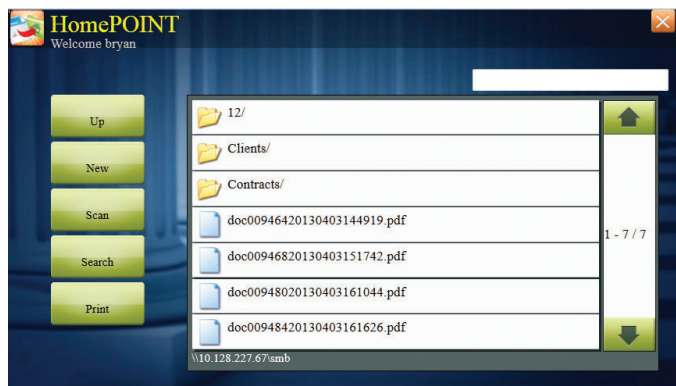 HomePOINT
Welcome bryan
Up
New
Scan
Search
Print
12/
Clients/
Contracts/
doc00946420130403144919.pdf
doc00946820130403151742.pdf
doc00948020130403161044.pdf
doc00948420130403161626.pdf
1 - 7 / 7
\\10.128.227.67\smb